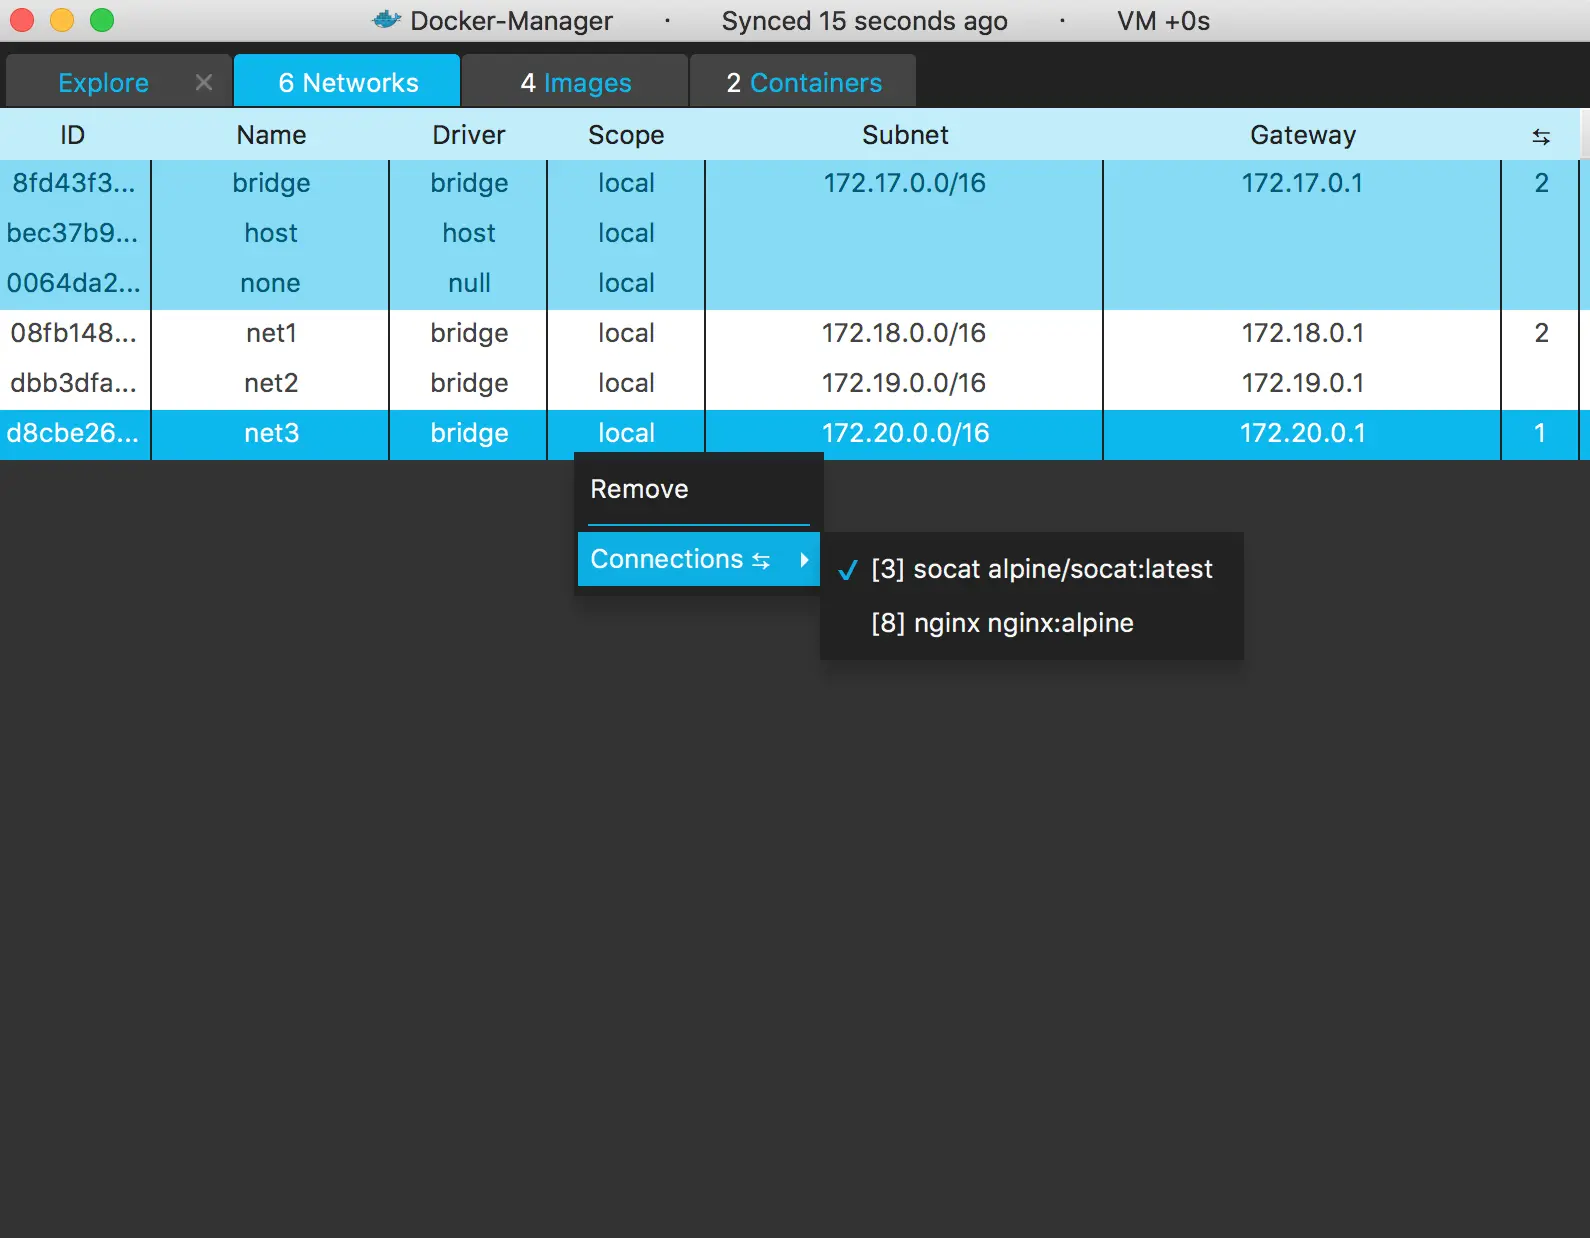 Docker-Manager · Synced 15 seconds ago · VM +0s
Explore × 6 Networks 4 Images 2 Containers
ID Name Driver Scope Subnet Gateway ⇆
8fd43f3... bridge bridge local 172.17.0.0/16 172.17.0.1 2
bec37b9... host host local
0064da2... none null local
08fb148... net1 bridge local 172.18.0.0/16 172.18.0.1 2
dbb3dfa... net2 bridge local 172.19.0.0/16 172.19.0.1
d8cbe26... net3 bridge local 172.20.0.0/16 172.20.0.1 1
Remove
Connections ⇆
✓ [3] socat alpine/socat:latest
[8] nginx nginx:alpine